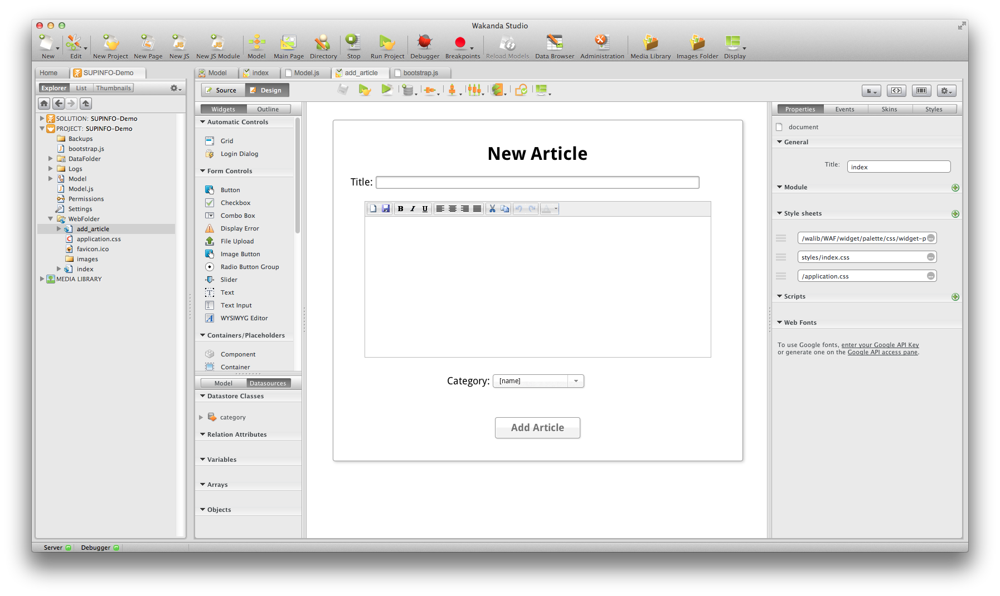 Wakanda Studio
New Edit New Project New Page New JS New JS Module Model Main Page Directory Stop Run Project Debugger Breakpoints Reload Models Data Browser Administration Media Library Images Folder Display
Home SUPINFO-Demo
Model index Model.js add_article bootstrap.js
Explorer List Thumbnails
SOLUTION: SUPINFO-Demo
PROJECT: SUPINFO-Demo
Backups
bootstrap.js
DataFolder
Logs
Model
Model.js
Permissions
Settings
WebFolder
add_article
application.css
favicon.ico
images
index
MEDIA LIBRARY
Source Design
Widgets Outline
Automatic Controls
Grid
Login Dialog
Form Controls
Button
Checkbox
Combo Box
Display Error
File Upload
Image Button
Radio Button Group
Slider
Text
Text Input
WYSIWYG Editor
Containers/Placeholders
Component
Container
Model Datasources
Datastore Classes
category
Relation Attributes
Variables
Arrays
Objects
New Article
Title:
B I U
Category: [name]
Add Article
Properties Events Skins Styles
document
General
Title: index
Module
Style sheets
/walib/WAF/widget/palette/css/widget-p
styles/index.css
/application.css
Scripts
Web Fonts
To use Google fonts, enter your Google API Key
or generate one on the Google API access pane.
Server Debugger